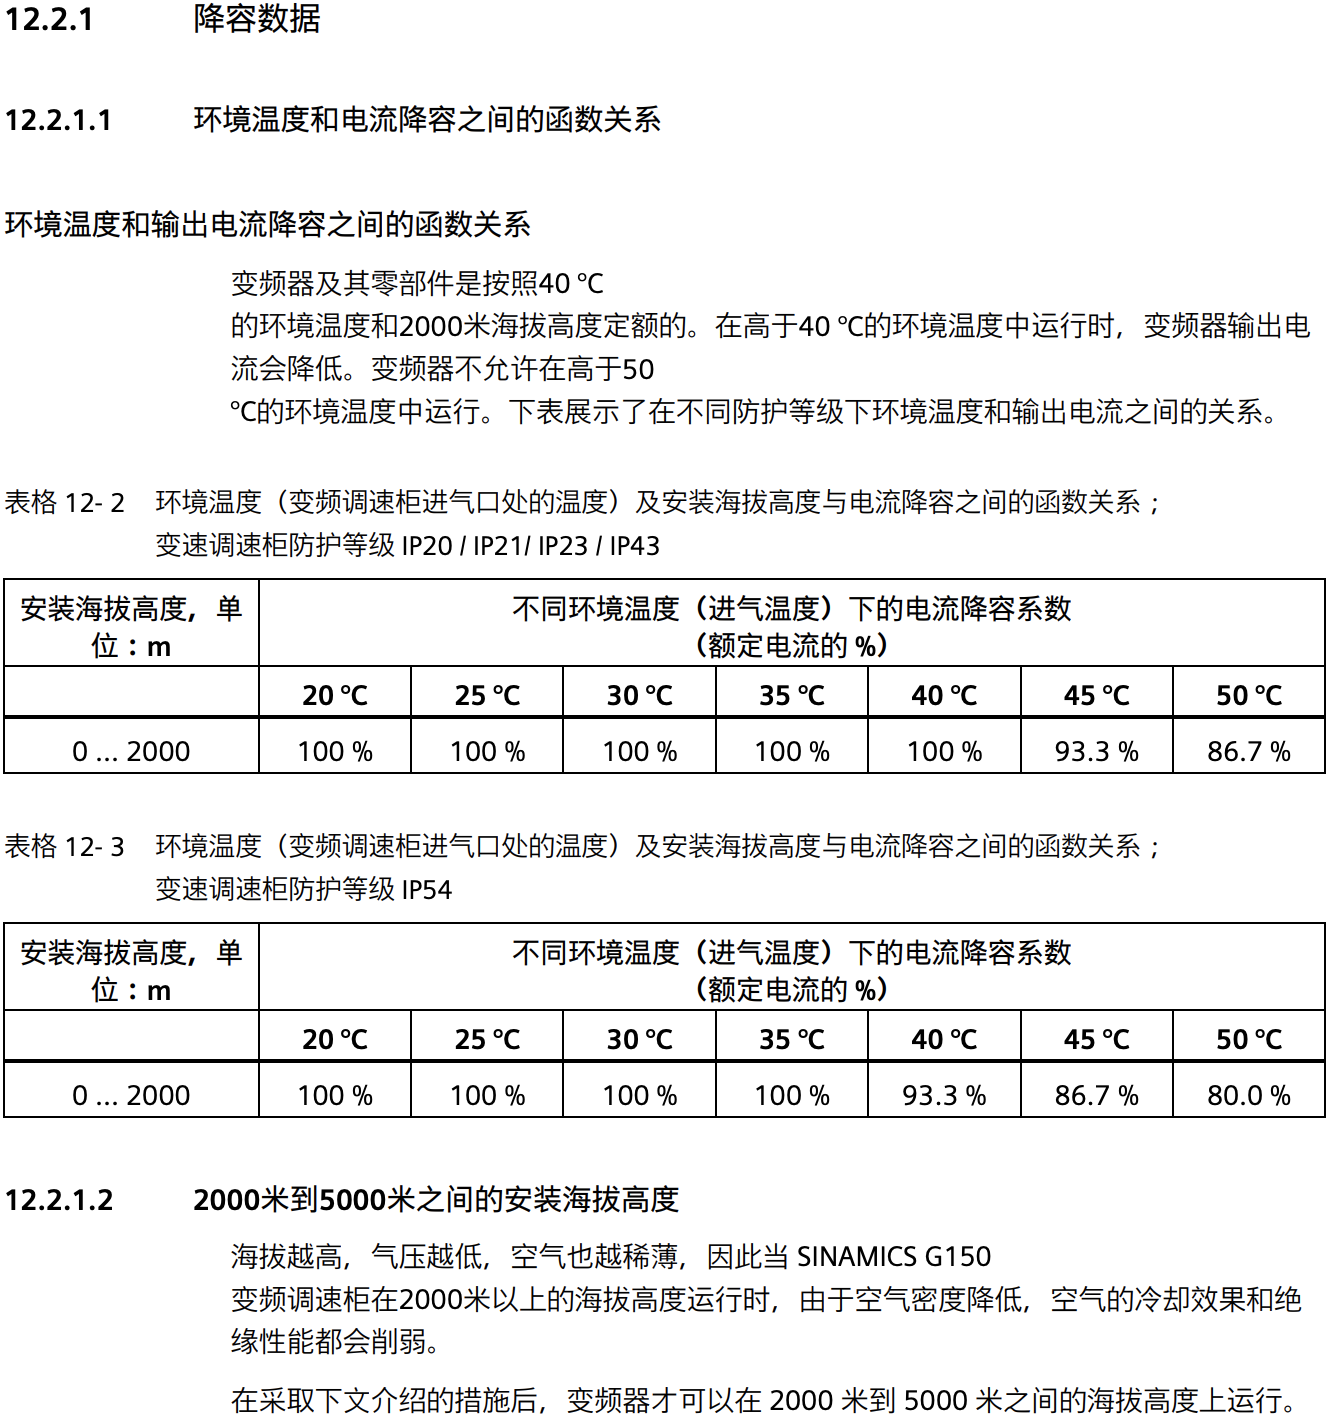 12.2.1 降容数据
12.2.1.1 环境温度和电流降容之间的函数关系
环境温度和输出电流降容之间的函数关系
变频器及其零部件是按照40 ℃
的环境温度和2000米海拔高度定额的。在高于40 ℃的环境温度中运行时，变频器输出电
流会降低。变频器不允许在高于50
℃的环境温度中运行。下表展示了在不同防护等级下环境温度和输出电流之间的关系。
表格 12- 2 环境温度（变频调速柜进气口处的温度）及安装海拔高度与电流降容之间的函数关系；
变速调速柜防护等级 IP20 / IP21/ IP23 / IP43
安装海拔高度，单
位：m
不同环境温度（进气温度）下的电流降容系数
（额定电流的 %）
20 ℃ 25 ℃ 30 ℃ 35 ℃ 40 ℃ 45 ℃ 50 ℃
0 ... 2000 100 % 100 % 100 % 100 % 100 % 93.3 % 86.7 %
表格 12- 3 环境温度（变频调速柜进气口处的温度）及安装海拔高度与电流降容之间的函数关系；
变速调速柜防护等级 IP54
安装海拔高度，单
位：m
不同环境温度（进气温度）下的电流降容系数
（额定电流的 %）
20 ℃ 25 ℃ 30 ℃ 35 ℃ 40 ℃ 45 ℃ 50 ℃
0 ... 2000 100 % 100 % 100 % 100 % 93.3 % 86.7 % 80.0 %
12.2.1.2 2000米到5000米之间的安装海拔高度
海拔越高，气压越低，空气也越稀薄，因此当 SINAMICS G150
变频调速柜在2000米以上的海拔高度运行时，由于空气密度降低，空气的冷却效果和绝
缘性能都会削弱。
在采取下文介绍的措施后，变频器才可以在 2000 米到 5000 米之间的海拔高度上运行。